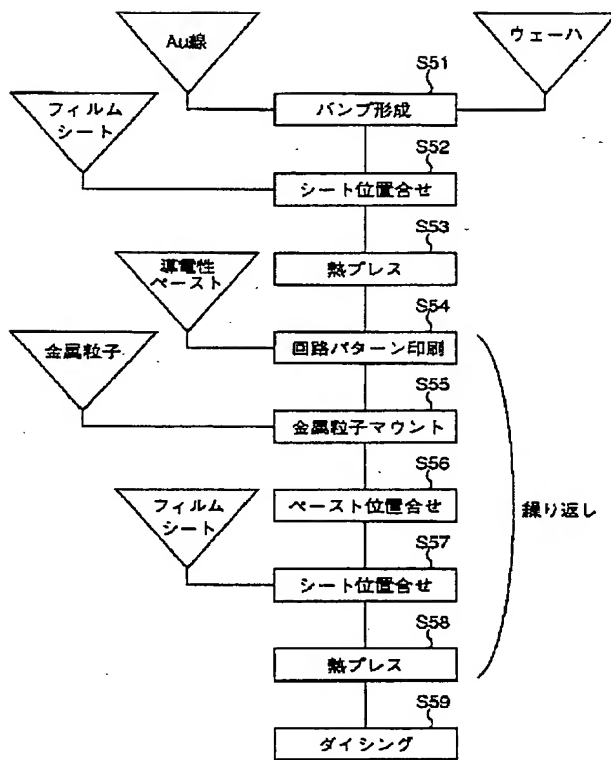 Au線
ウェーハ
S51
バンプ形成
フィルム
シート
S52
シート位置合せ
S53
熱プレス
導電性
ペースト
S54
回路パターン印刷
金属粒子
S55
金属粒子マウント
S56
ペースト位置合せ
繰り返し
フィルム
シート
S57
シート位置合せ
S58
熱プレス
S59
ダイシング